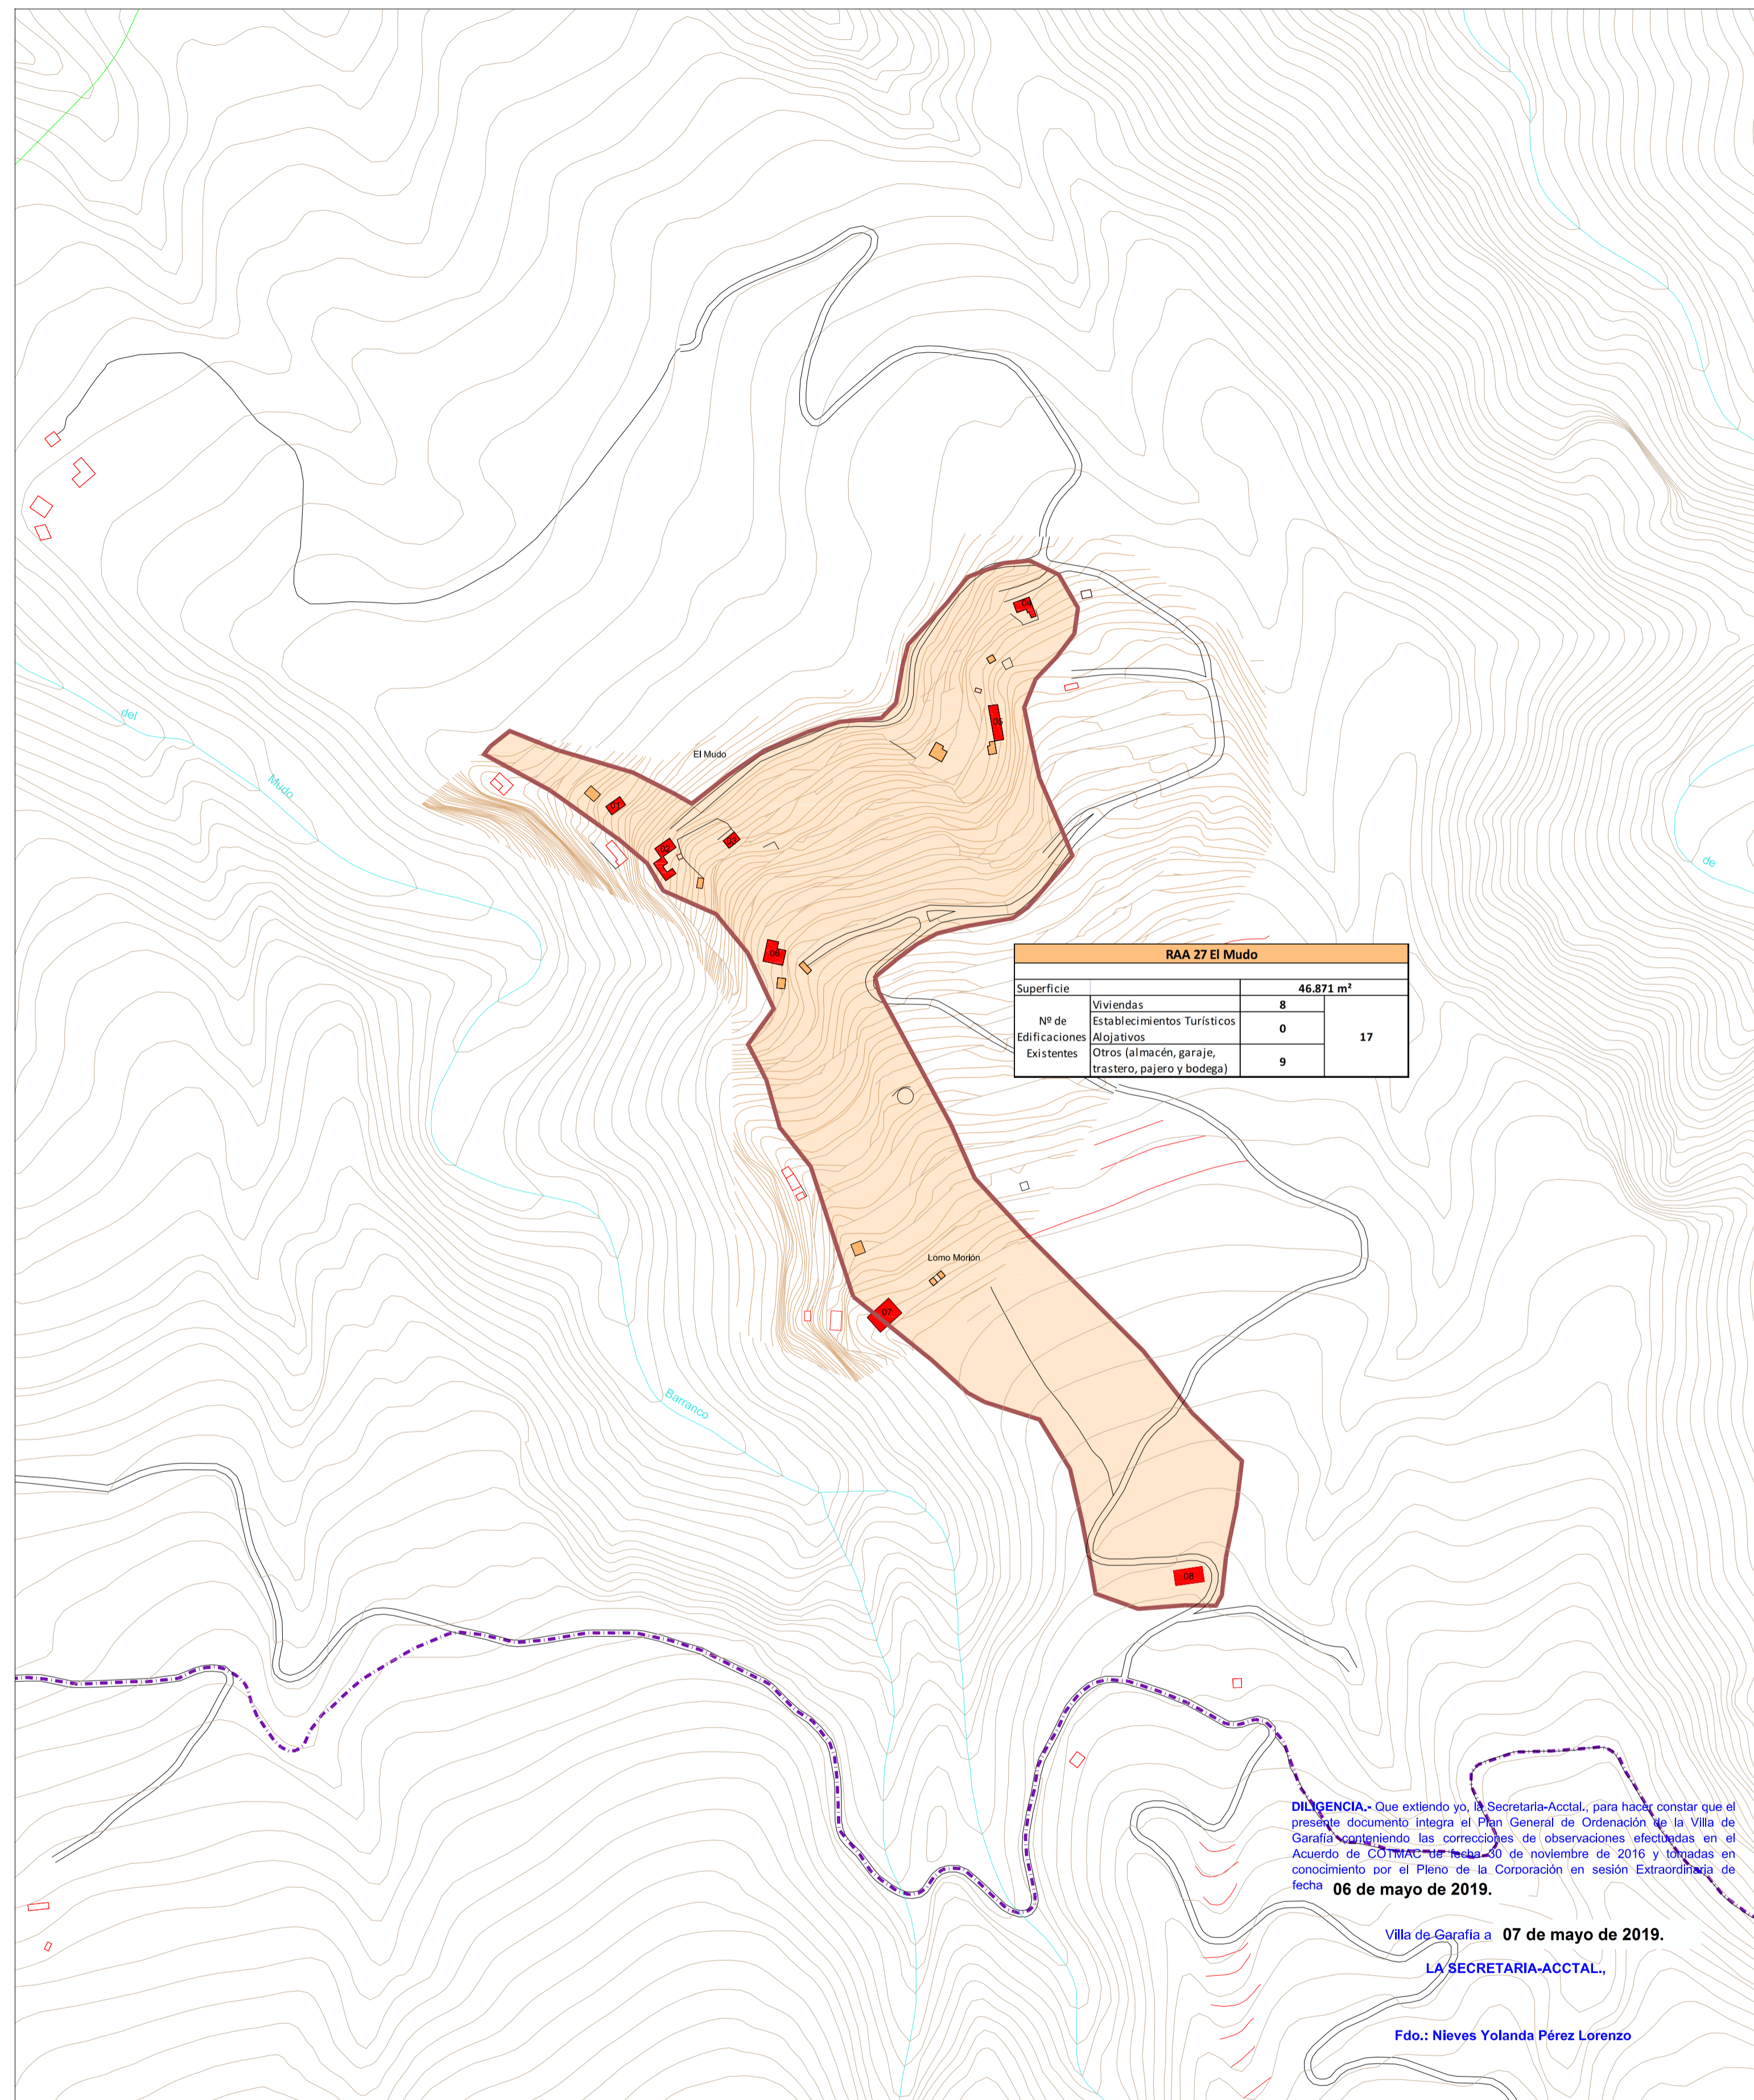 04
05
El Mudo
01
02
03
06
del
Mudo
de
RAA 27 El Mudo
Superficie 46.871 m²
Nº de Edificaciones Existentes
Viviendas 8
Establecimientos Turísticos Alojativos 0
Otros (almacén, garaje, trastero, pajero y bodega) 9
17
Lomo Morlón
07
Barranco
08
DILIGENCIA.- Que extiendo yo, la Secretaria-Acctal., para hacer constar que el
presente documento integra el Plan General de Ordenación de la Villa de
Garafía conteniendo las correcciones de observaciones efectuadas en el
Acuerdo de COTMAC de fecha 30 de noviembre de 2016 y tomadas en
conocimiento por el Pleno de la Corporación en sesión Extraordinaria de
fecha 06 de mayo de 2019.
Villa de Garafía a 07 de mayo de 2019.
LA SECRETARIA-ACCTAL.,
Fdo.: Nieves Yolanda Pérez Lorenzo